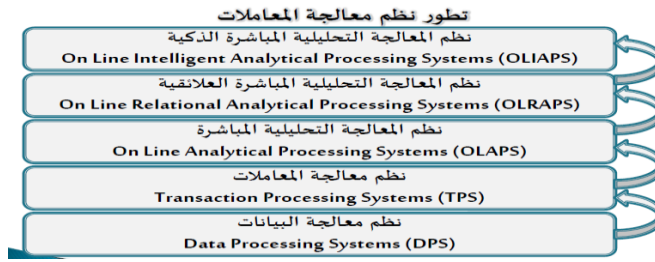 تطور نظم معالجة المعاملات
نظم المعالجة التحليلية المباشرة الذكية
On Line Intelligent Analytical Processing Systems (OLIAPS)
نظم المعالجة التحليلية المباشرة العلائقية
On Line Relational Analytical Processing Systems (OLRAPS)
نظم المعالجة التحليلية المباشرة
On Line Analytical Processing Systems (OLAPS)
نظم معالجة المعاملات
Transaction Processing Systems (TPS)
نظم معالجة البيانات
Data Processing Systems (DPS)